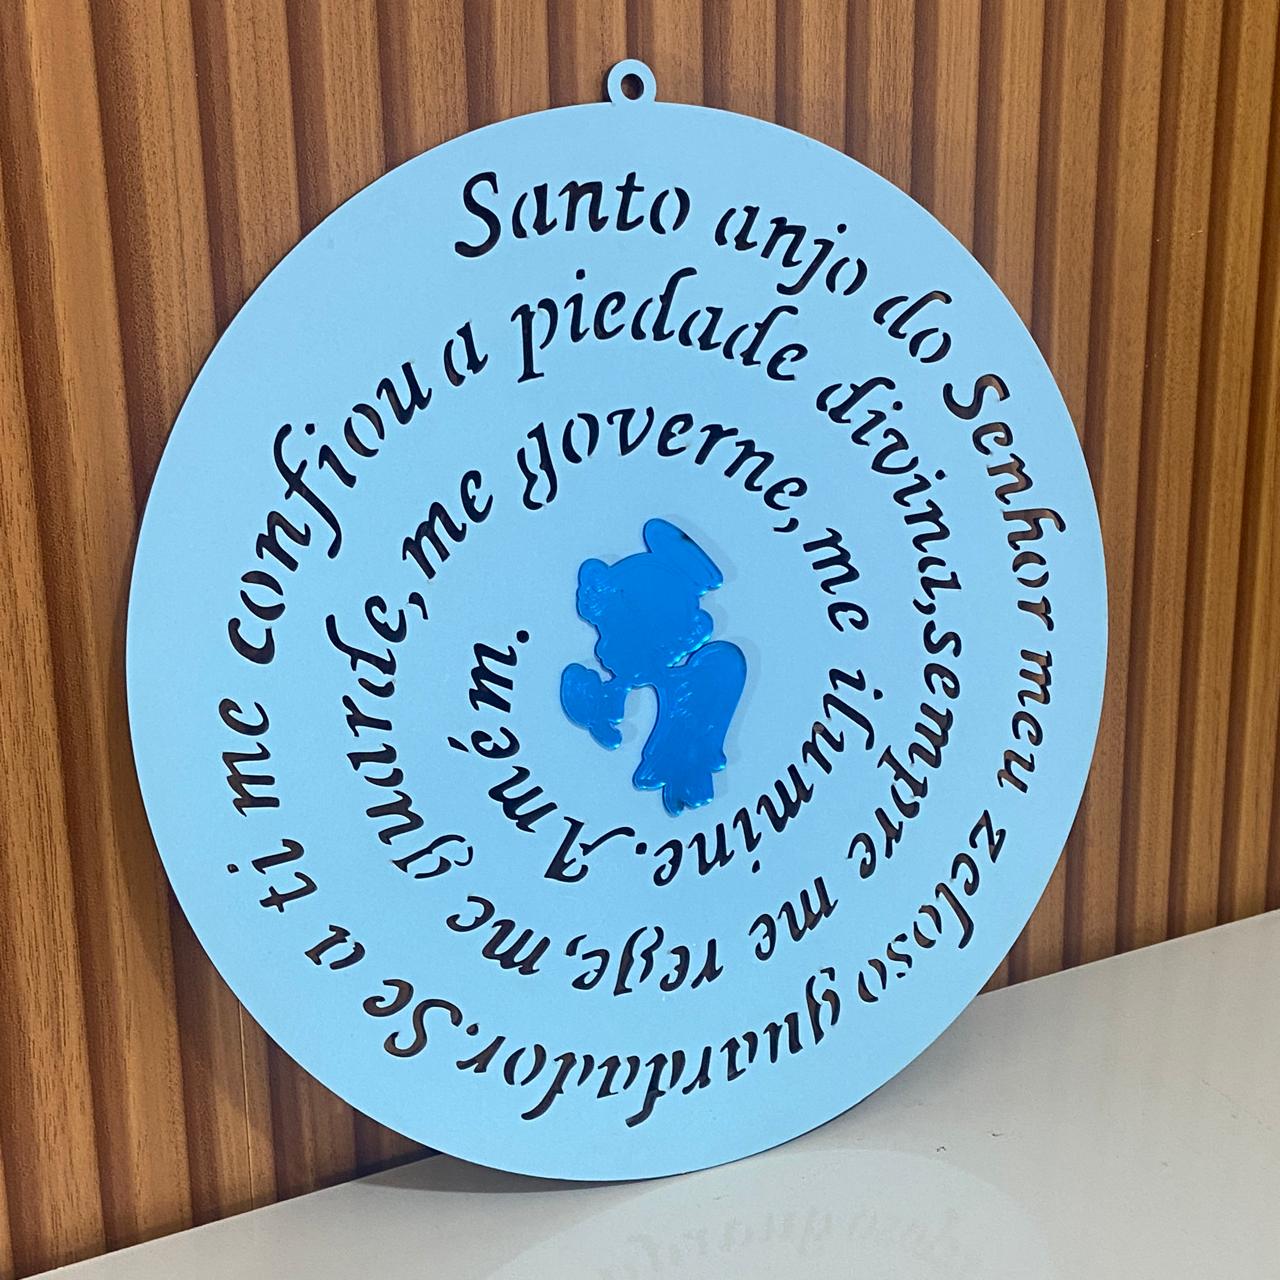 Santo anjo do Senhor meu zeloso guardador. Se a ti me confiou a piedade divinal, sempre me rege, me guarde, me governe, me ilumine. Amém.